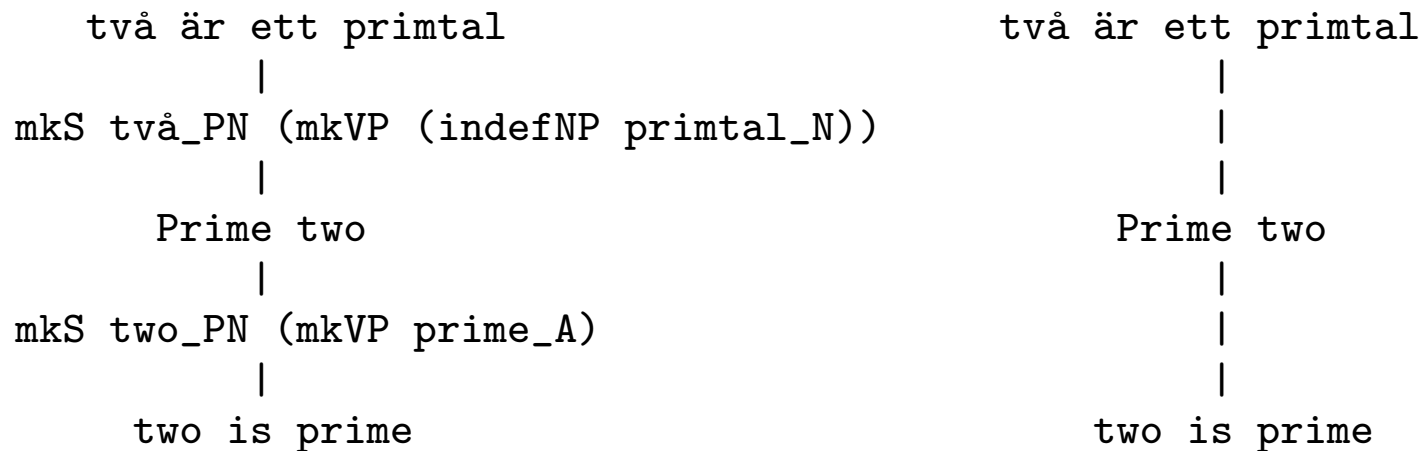 två är ett primtal två är ett primtal
| |
mkS två_PN (mkVP (indefNP primtal_N)) |
| |
Prime two Prime two
| |
mkS two_PN (mkVP prime_A) |
| |
two is prime two is prime